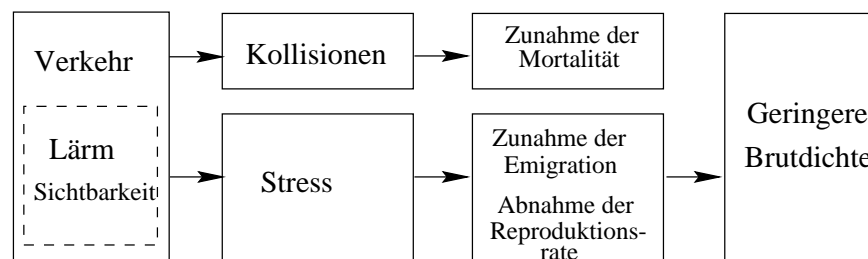 Verkehr
Lärm
Sichtbarkeit
Kollisionen
Stress
Zunahme der
Mortalität
Zunahme der
Emigration
Abnahme der
Reproduktions-
rate
Geringere
Brutdichte